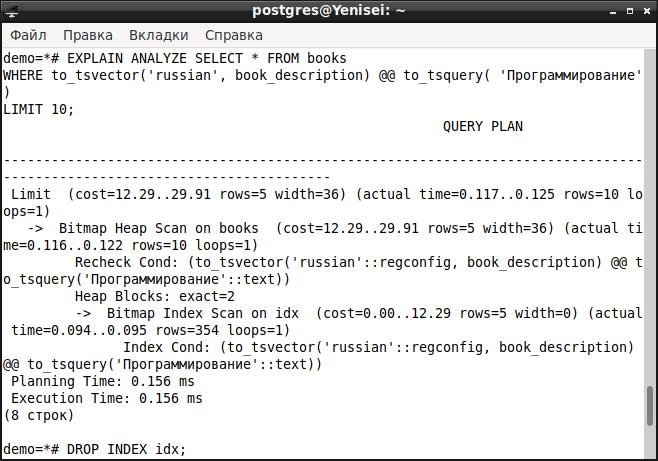 postgres@Yenisei: ~
Файл Правка Вкладки Справка
demo=*# EXPLAIN ANALYZE SELECT * FROM books
WHERE to_tsvector('russian', book_description) @@ to_tsquery( 'Программирование'
)
LIMIT 10;
QUERY PLAN
--------------------------------------------------------------------------------
-----------------------------------------
Limit  (cost=12.29..29.91 rows=5 width=36) (actual time=0.117..0.125 rows=10 lo
ops=1)
->  Bitmap Heap Scan on books  (cost=12.29..29.91 rows=5 width=36) (actual ti
me=0.116..0.122 rows=10 loops=1)
Recheck Cond: (to_tsvector('russian'::regconfig, book_description) @@ t
o_tsquery('Программирование'::text))
Heap Blocks: exact=2
->  Bitmap Index Scan on idx  (cost=0.00..12.29 rows=5 width=0) (actual
time=0.094..0.095 rows=354 loops=1)
Index Cond: (to_tsvector('russian'::regconfig, book_description)
@@ to_tsquery('Программирование'::text))
Planning Time: 0.156 ms
Execution Time: 0.156 ms
(8 строк)
demo=*# DROP INDEX idx;